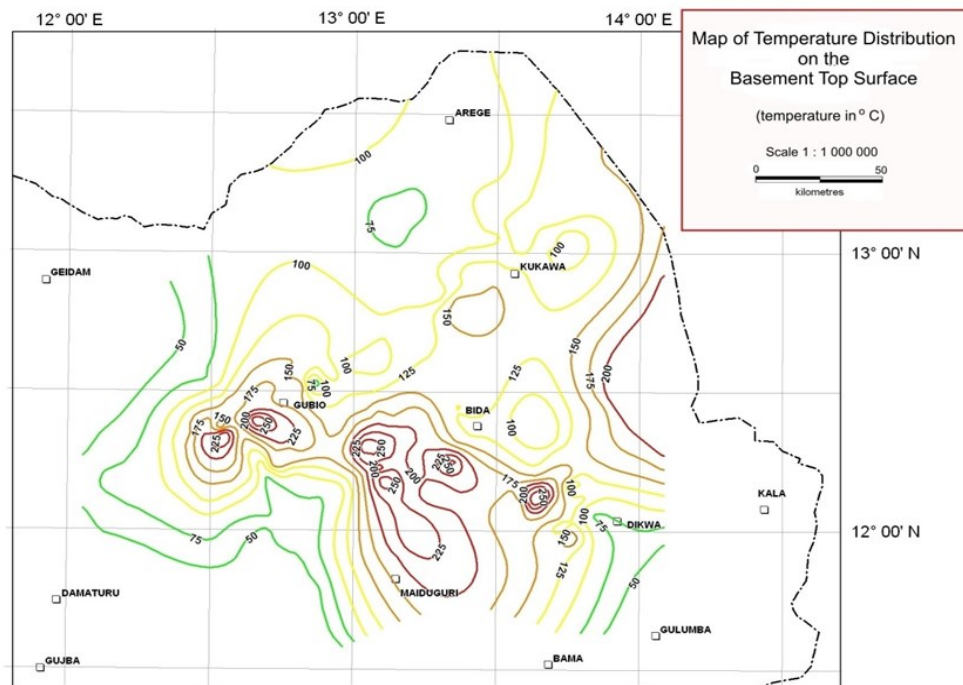 12° 00' E
13° 00' E
14° 00' E
Map of Temperature Distribution
on the
Basement Top Surface
(temperature in ° C)
Scale 1 : 1 000 000
0 50
kilometres
AREGE
100
75
13° 00' N
GEIDAM
100
KUKAWA
100
50
150
150
175
200
100
125
125
150
75
100
175
GUBIO
BIDA
100
175
150
200
250
225
225
225
250
200
225
250
200
250
175
100
200
250
KALA
100
75
DIKWA
12° 00' N
75
50
225
150
125
50
DAMATURU
MAIDUGURI
GULUMBA
GUJBA
BAMA